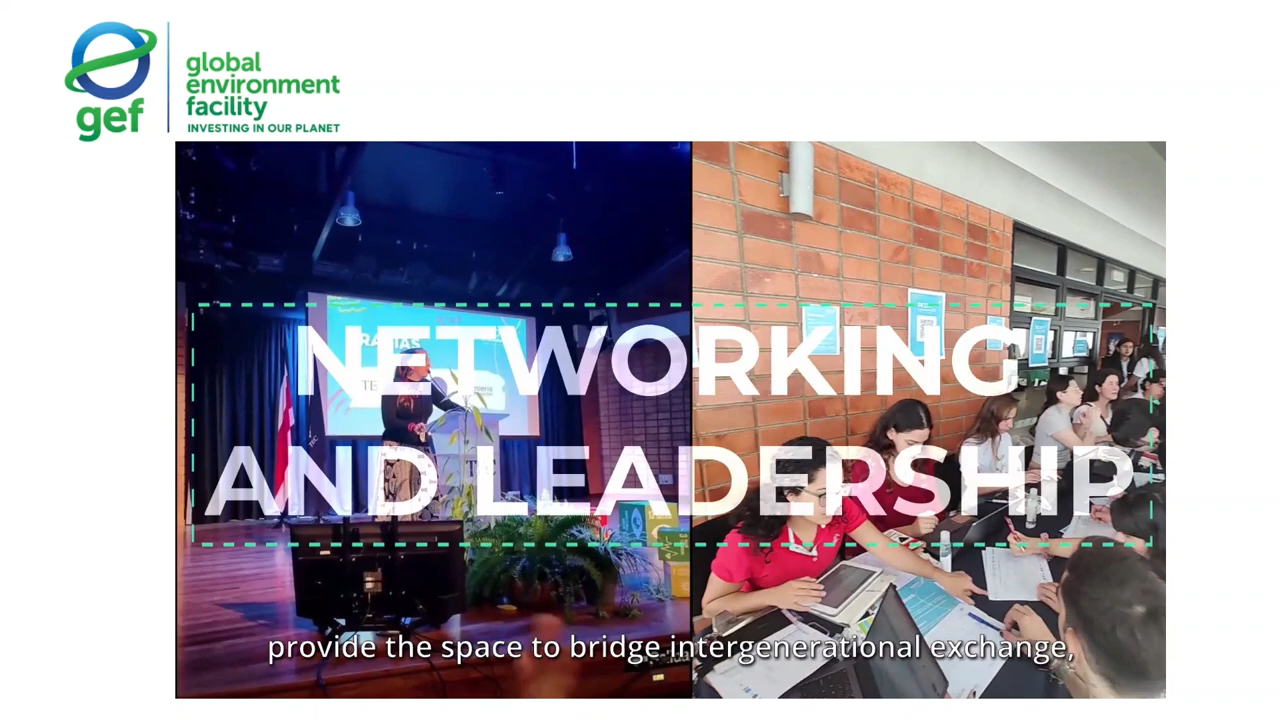 gef
global
environment
facility
INVESTING IN OUR PLANET
NETWORKING
AND LEADERSHIP
provide the space to bridge intergenerational exchange,